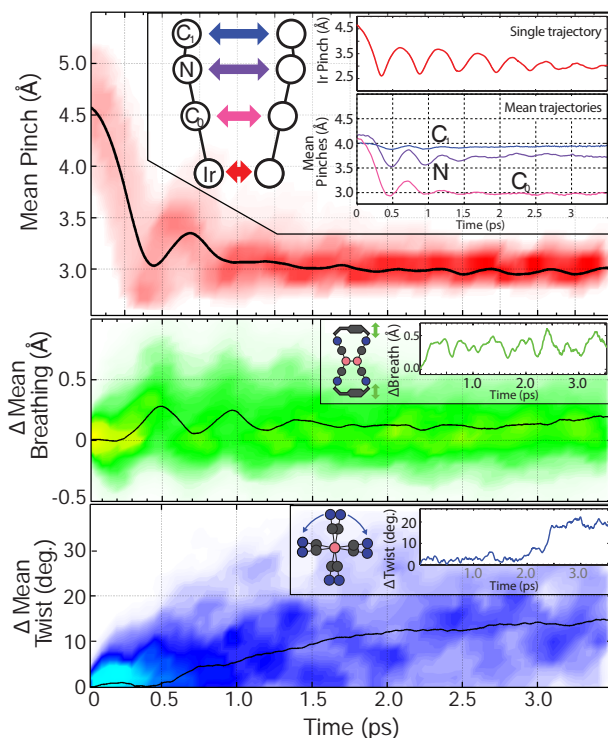 Mean Pinch (Å)
5.0
4.5
4.0
3.5
3.0
C1
N
C0
Ir
Single trajectory
Ir Pinch (Å)
4.5
3.5
2.5
Mean trajectories
Mean
Pinches (Å)
4.0
3.5
3.0
C1
N
C0
0 0.5 1.0 1.5 2.0 2.5 3.0
Time (ps)
Δ Mean
Breathing (Å)
0.5
0
-0.5
ΔBreath (Å)
0.5
0
1.0 2.0 3.0
Time (ps)
Δ Mean
Twist (deg.)
30
20
10
0
ΔTwist (deg.)
20
10
0
1.0 2.0 3.0
Time (ps)
0 0.5 1.0 1.5 2.0 2.5 3.0
Time (ps)